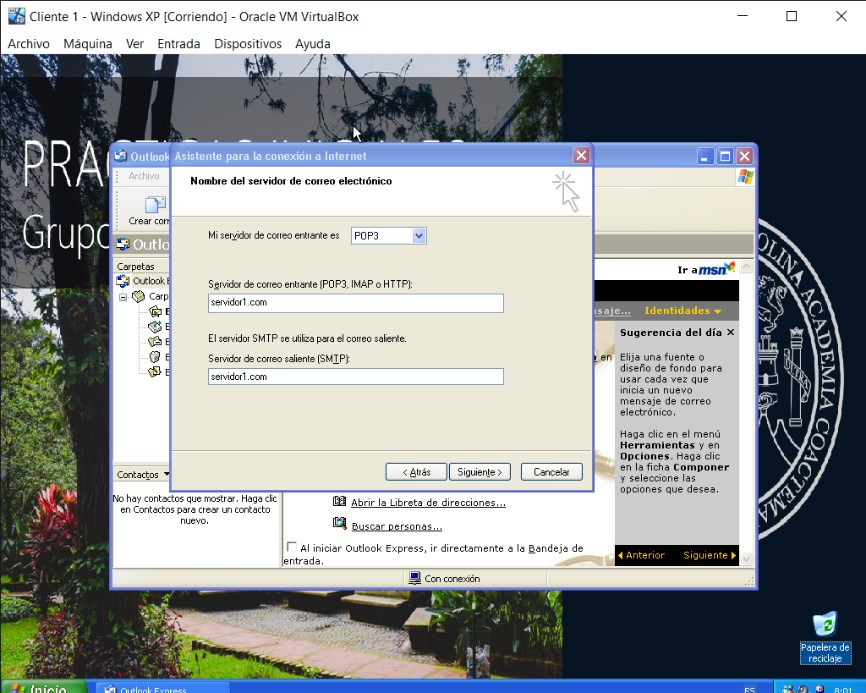 Cliente 1 - Windows XP [Corriendo] - Oracle VM VirtualBox
Archivo Máquina Ver Entrada Dispositivos Ayuda
PRA
Grupo
Outlook
Asistente para la conexión a Internet
Archivo
Nombre del servidor de correo electrónico
Crear corr
Outlo
Mi servidor de correo entrante es POP3
Carpetas
Outlook E
Carp
Servidor de correo entrante (POP3, IMAP o HTTP):
servidor1.com
El servidor SMTP se utiliza para el correo saliente.
Servidor de correo saliente (SMTP):
servidor1.com
< Atrás Siguiente > Cancelar
Ir a msn
saje... Identidades
en
Sugerencia del día ✕
Elija una fuente o
diseño de fondo para
usar cada vez que
inicia un nuevo
mensaje de correo
electrónico.
Haga clic en el menú
Herramientas y en
Opciones. Haga clic
en la ficha Componer
y seleccione las
opciones que desea.
Anterior Siguiente
Contactos
No hay contactos que mostrar. Haga clic
en Contactos para crear un contacto
nuevo.
Abrir la Libreta de direcciones...
Buscar personas...
Al iniciar Outlook Express, ir directamente a la Bandeja de
entrada.
Con conexión
OLINA ACADEMIA COACTEMA
Papelera de
reciclaje
Inicio
Outlook Express
ES
8:01